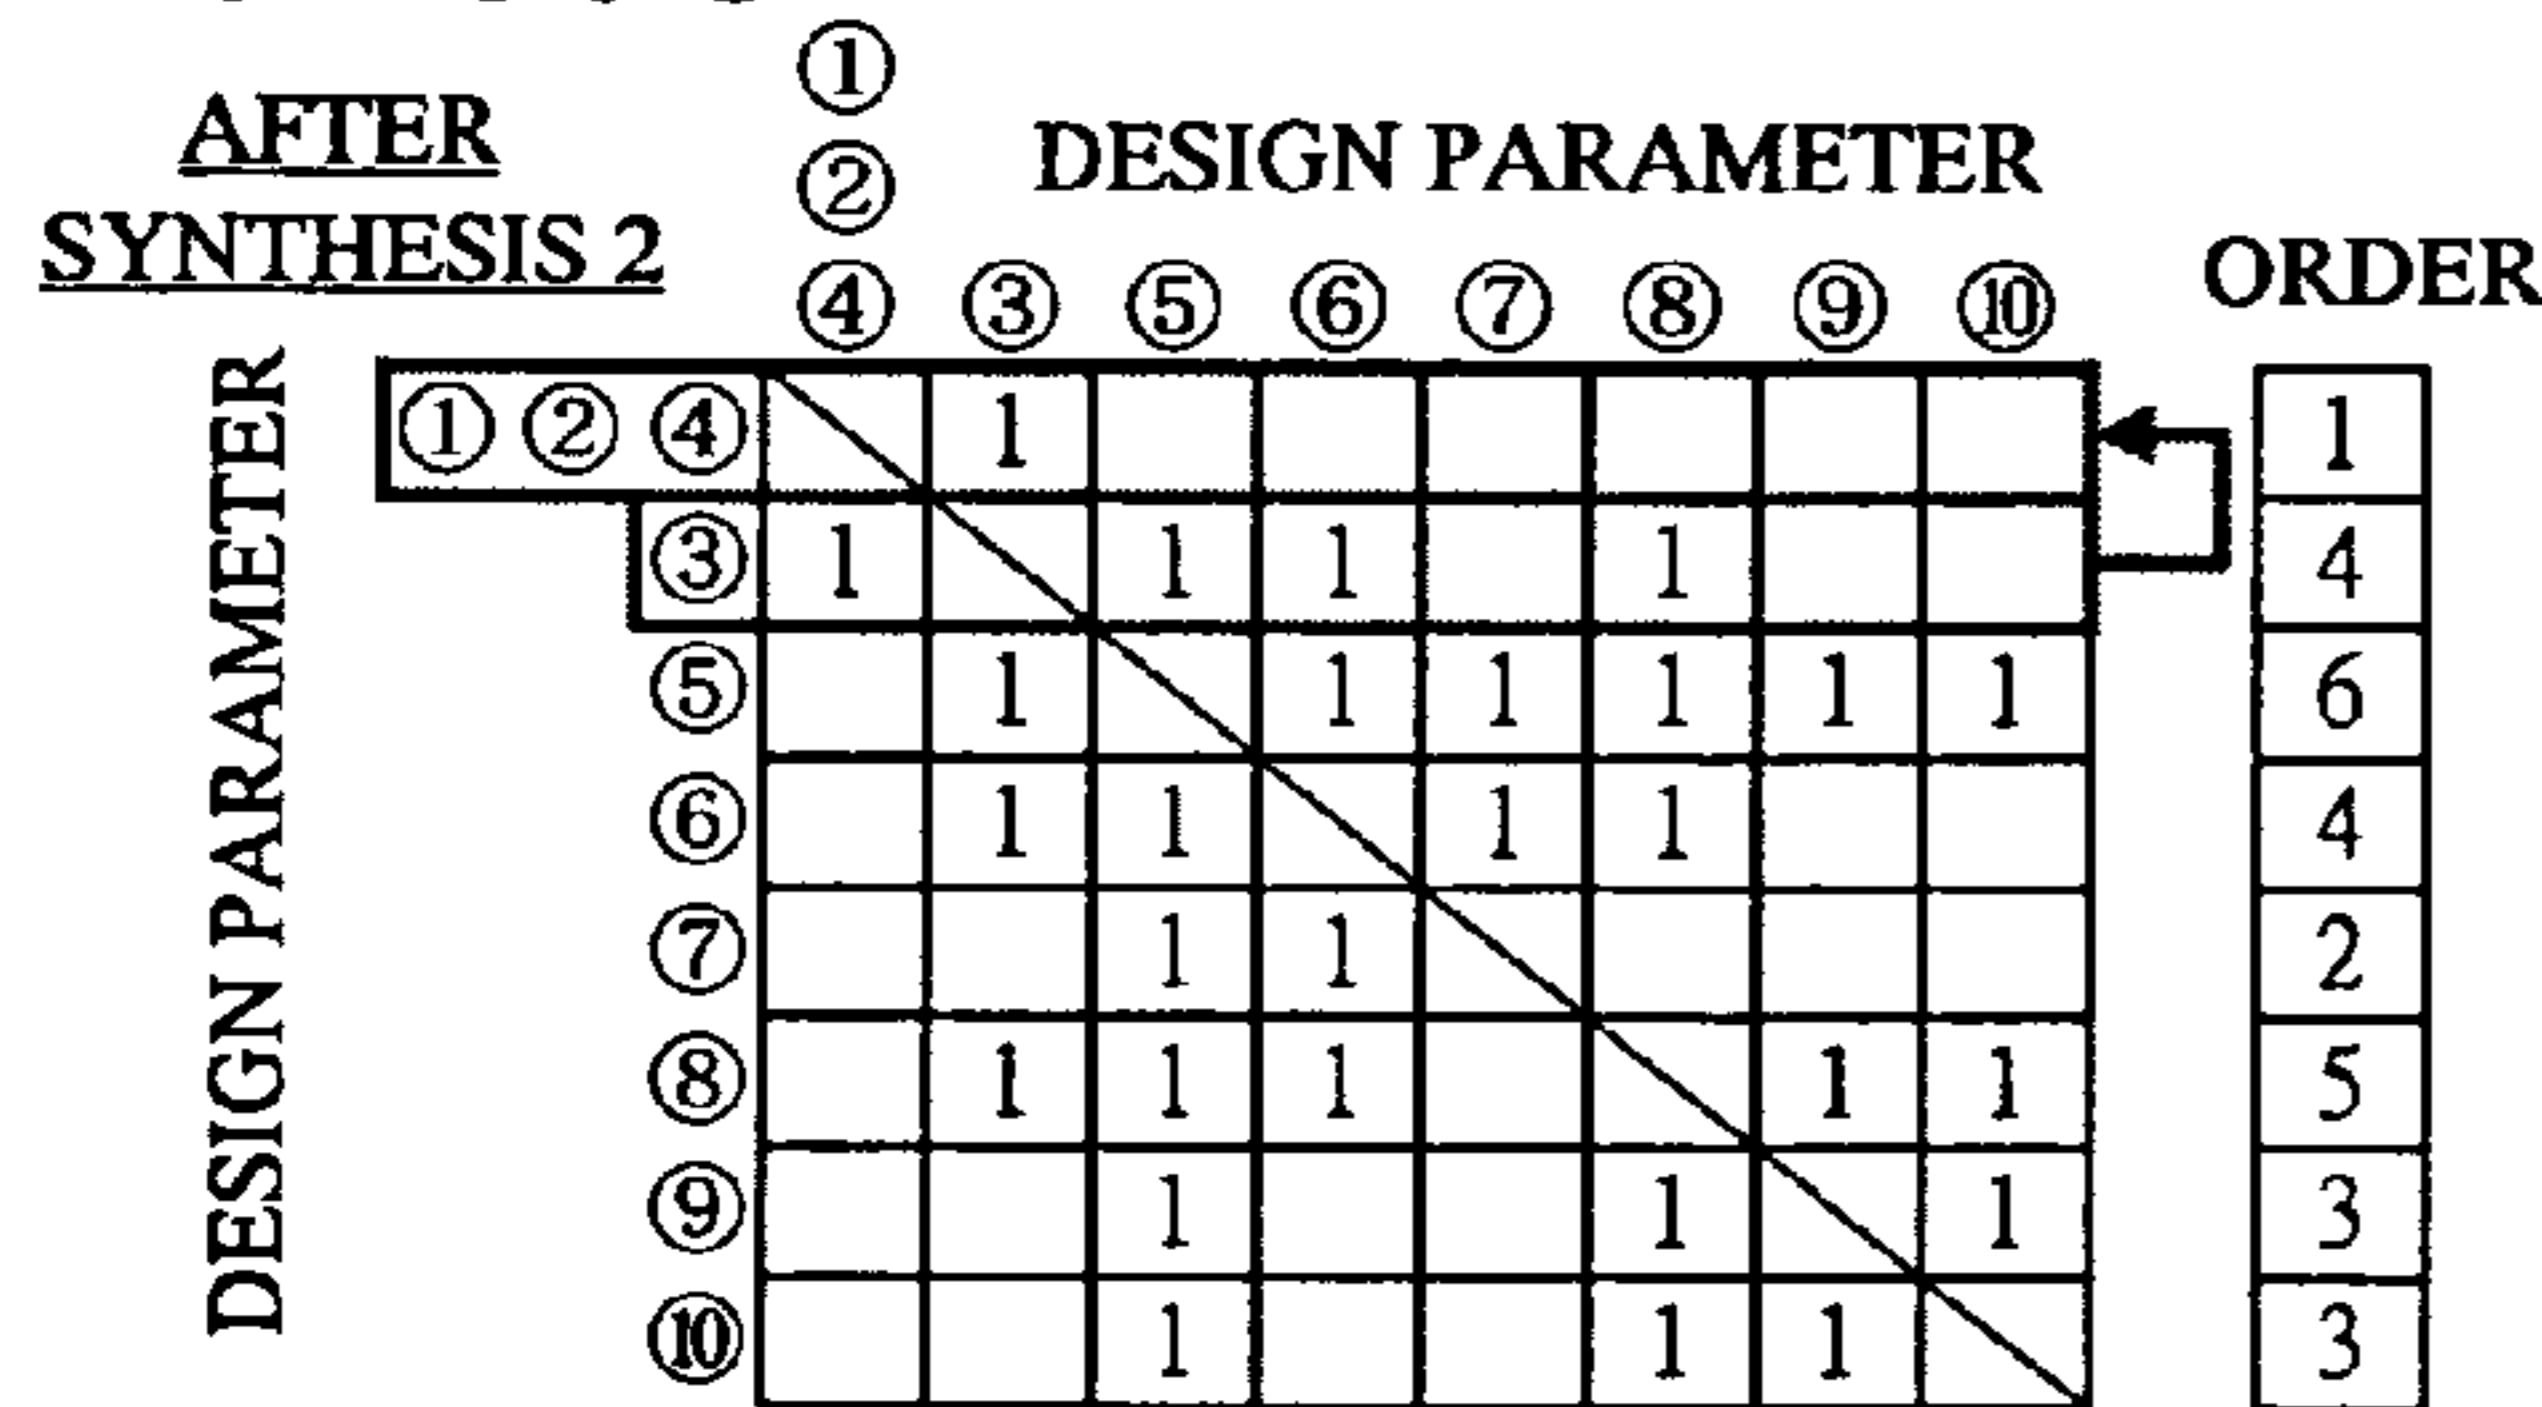 ①
AFTER
② DESIGN PARAMETER
SYNTHESIS 2
④ ③ ⑤ ⑥ ⑦ ⑧ ⑨ ⑩ ORDER
DESIGN PARAMETER
① ② ④ 1 1
③ 1 1 1 1 4
⑤ 1 1 1 1 1 1 6
⑥ 1 1 1 1 4
⑦ 1 1 2
⑧ 1 1 1 1 1 5
⑨ 1 1 1 3
⑩ 1 1 1 3